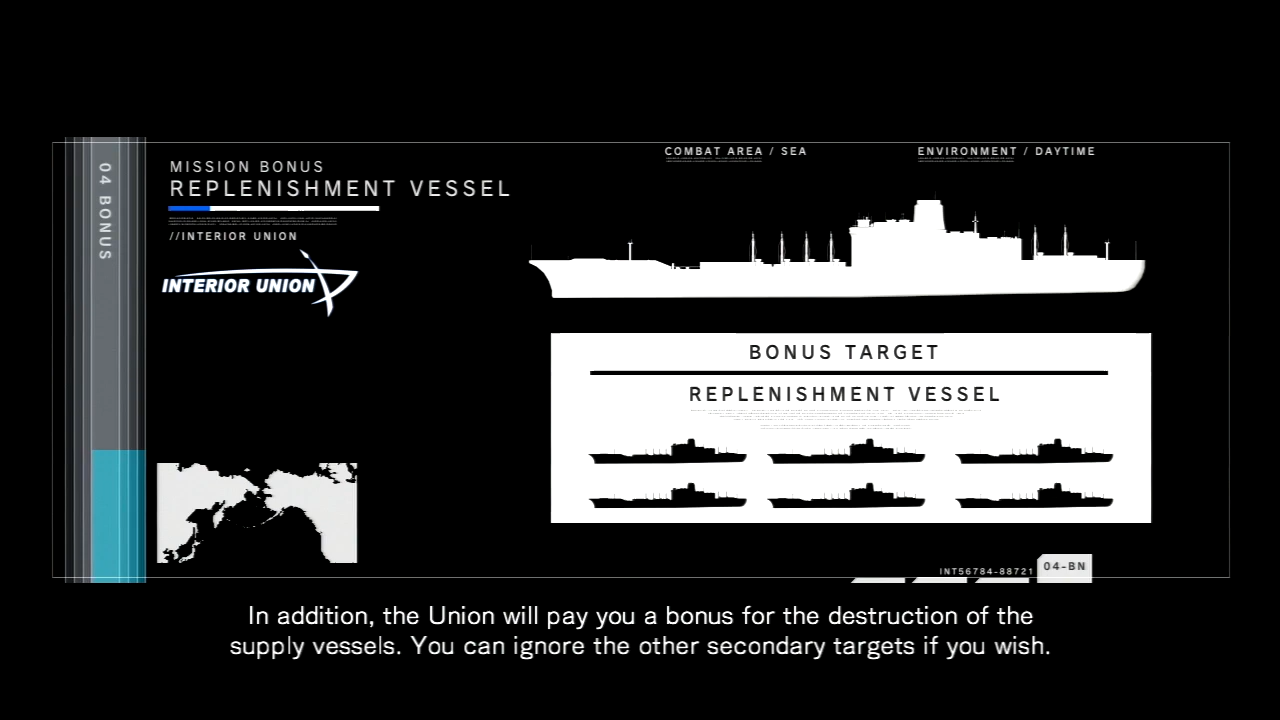 04 BONUS
MISSION BONUS
REPLENISHMENT VESSEL
//INTERIOR UNION
INTERIOR UNION
COMBAT AREA / SEA
ENVIRONMENT / DAYTIME
BONUS TARGET
REPLENISHMENT VESSEL
INT56784-88721
04-BN
In addition, the Union will pay you a bonus for the destruction of the
supply vessels. You can ignore the other secondary targets if you wish.